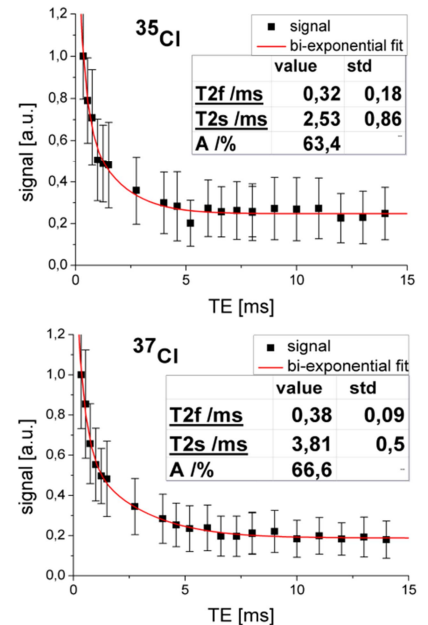 1,2
1,0
0,8
0,6
0,4
0,2
0,0
signal [a.u.]
³⁵Cl
signal
bi-exponential fit
value std
T2f /ms 0,32 0,18
T2s /ms 2,53 0,86
A /% 63,4 -
0 5 10 15
TE [ms]
1,2
1,0
0,8
0,6
0,4
0,2
0,0
signal [a.u.]
³⁷Cl
signal
bi-exponential fit
value std
T2f /ms 0,38 0,09
T2s /ms 3,81 0,5
A /% 66,6 -
0 5 10 15
TE [ms]